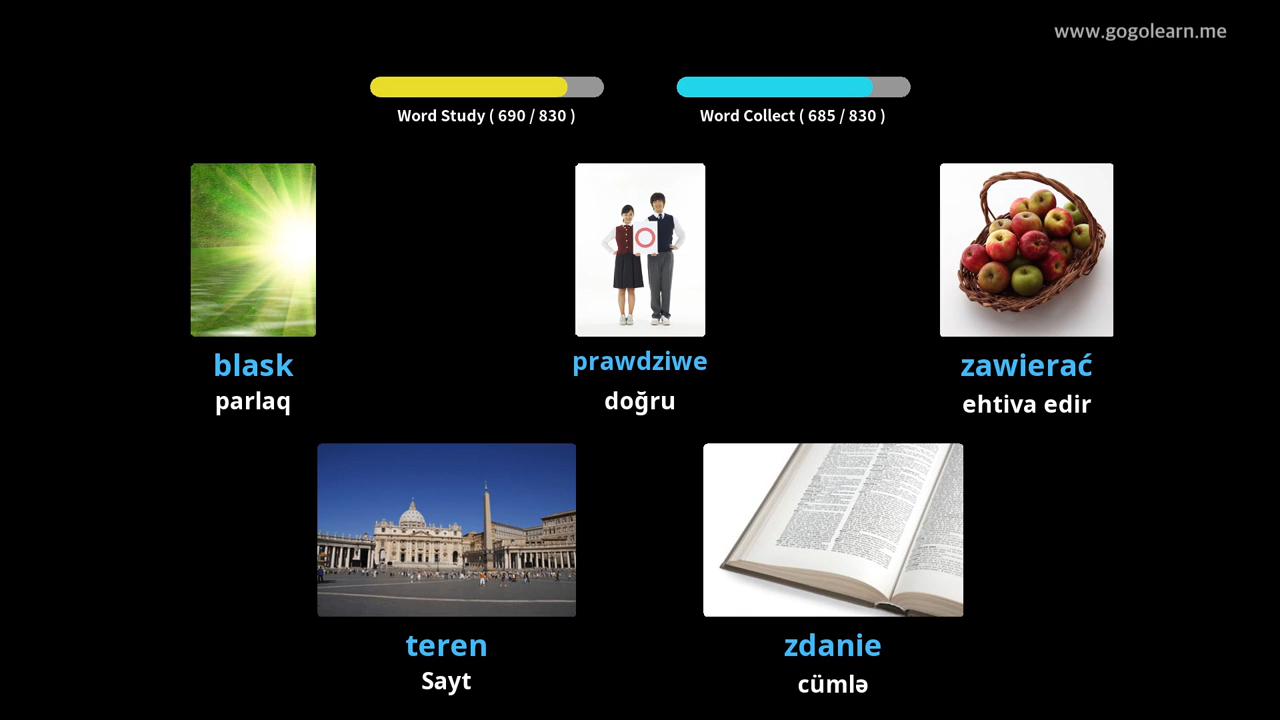 www.gogolearn.me
Word Study ( 690 / 830 )
Word Collect ( 685 / 830 )
blask
parlaq
prawdziwe
doğru
zawierać
ehtiva edir
teren
Sayt
zdanie
cümlə